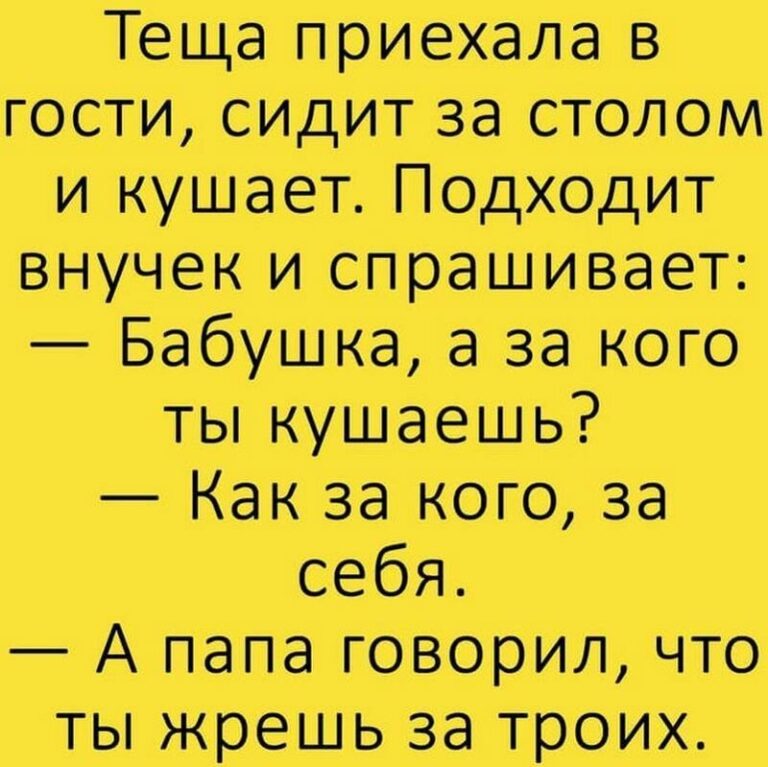 Теща приехала в
гости, сидит за столом
и кушает. Подходит
внучек и спрашивает:
— Бабушка, а за кого
ты кушаешь?
— Как за кого, за
себя.
— А папа говорил, что
ты жрешь за троих.